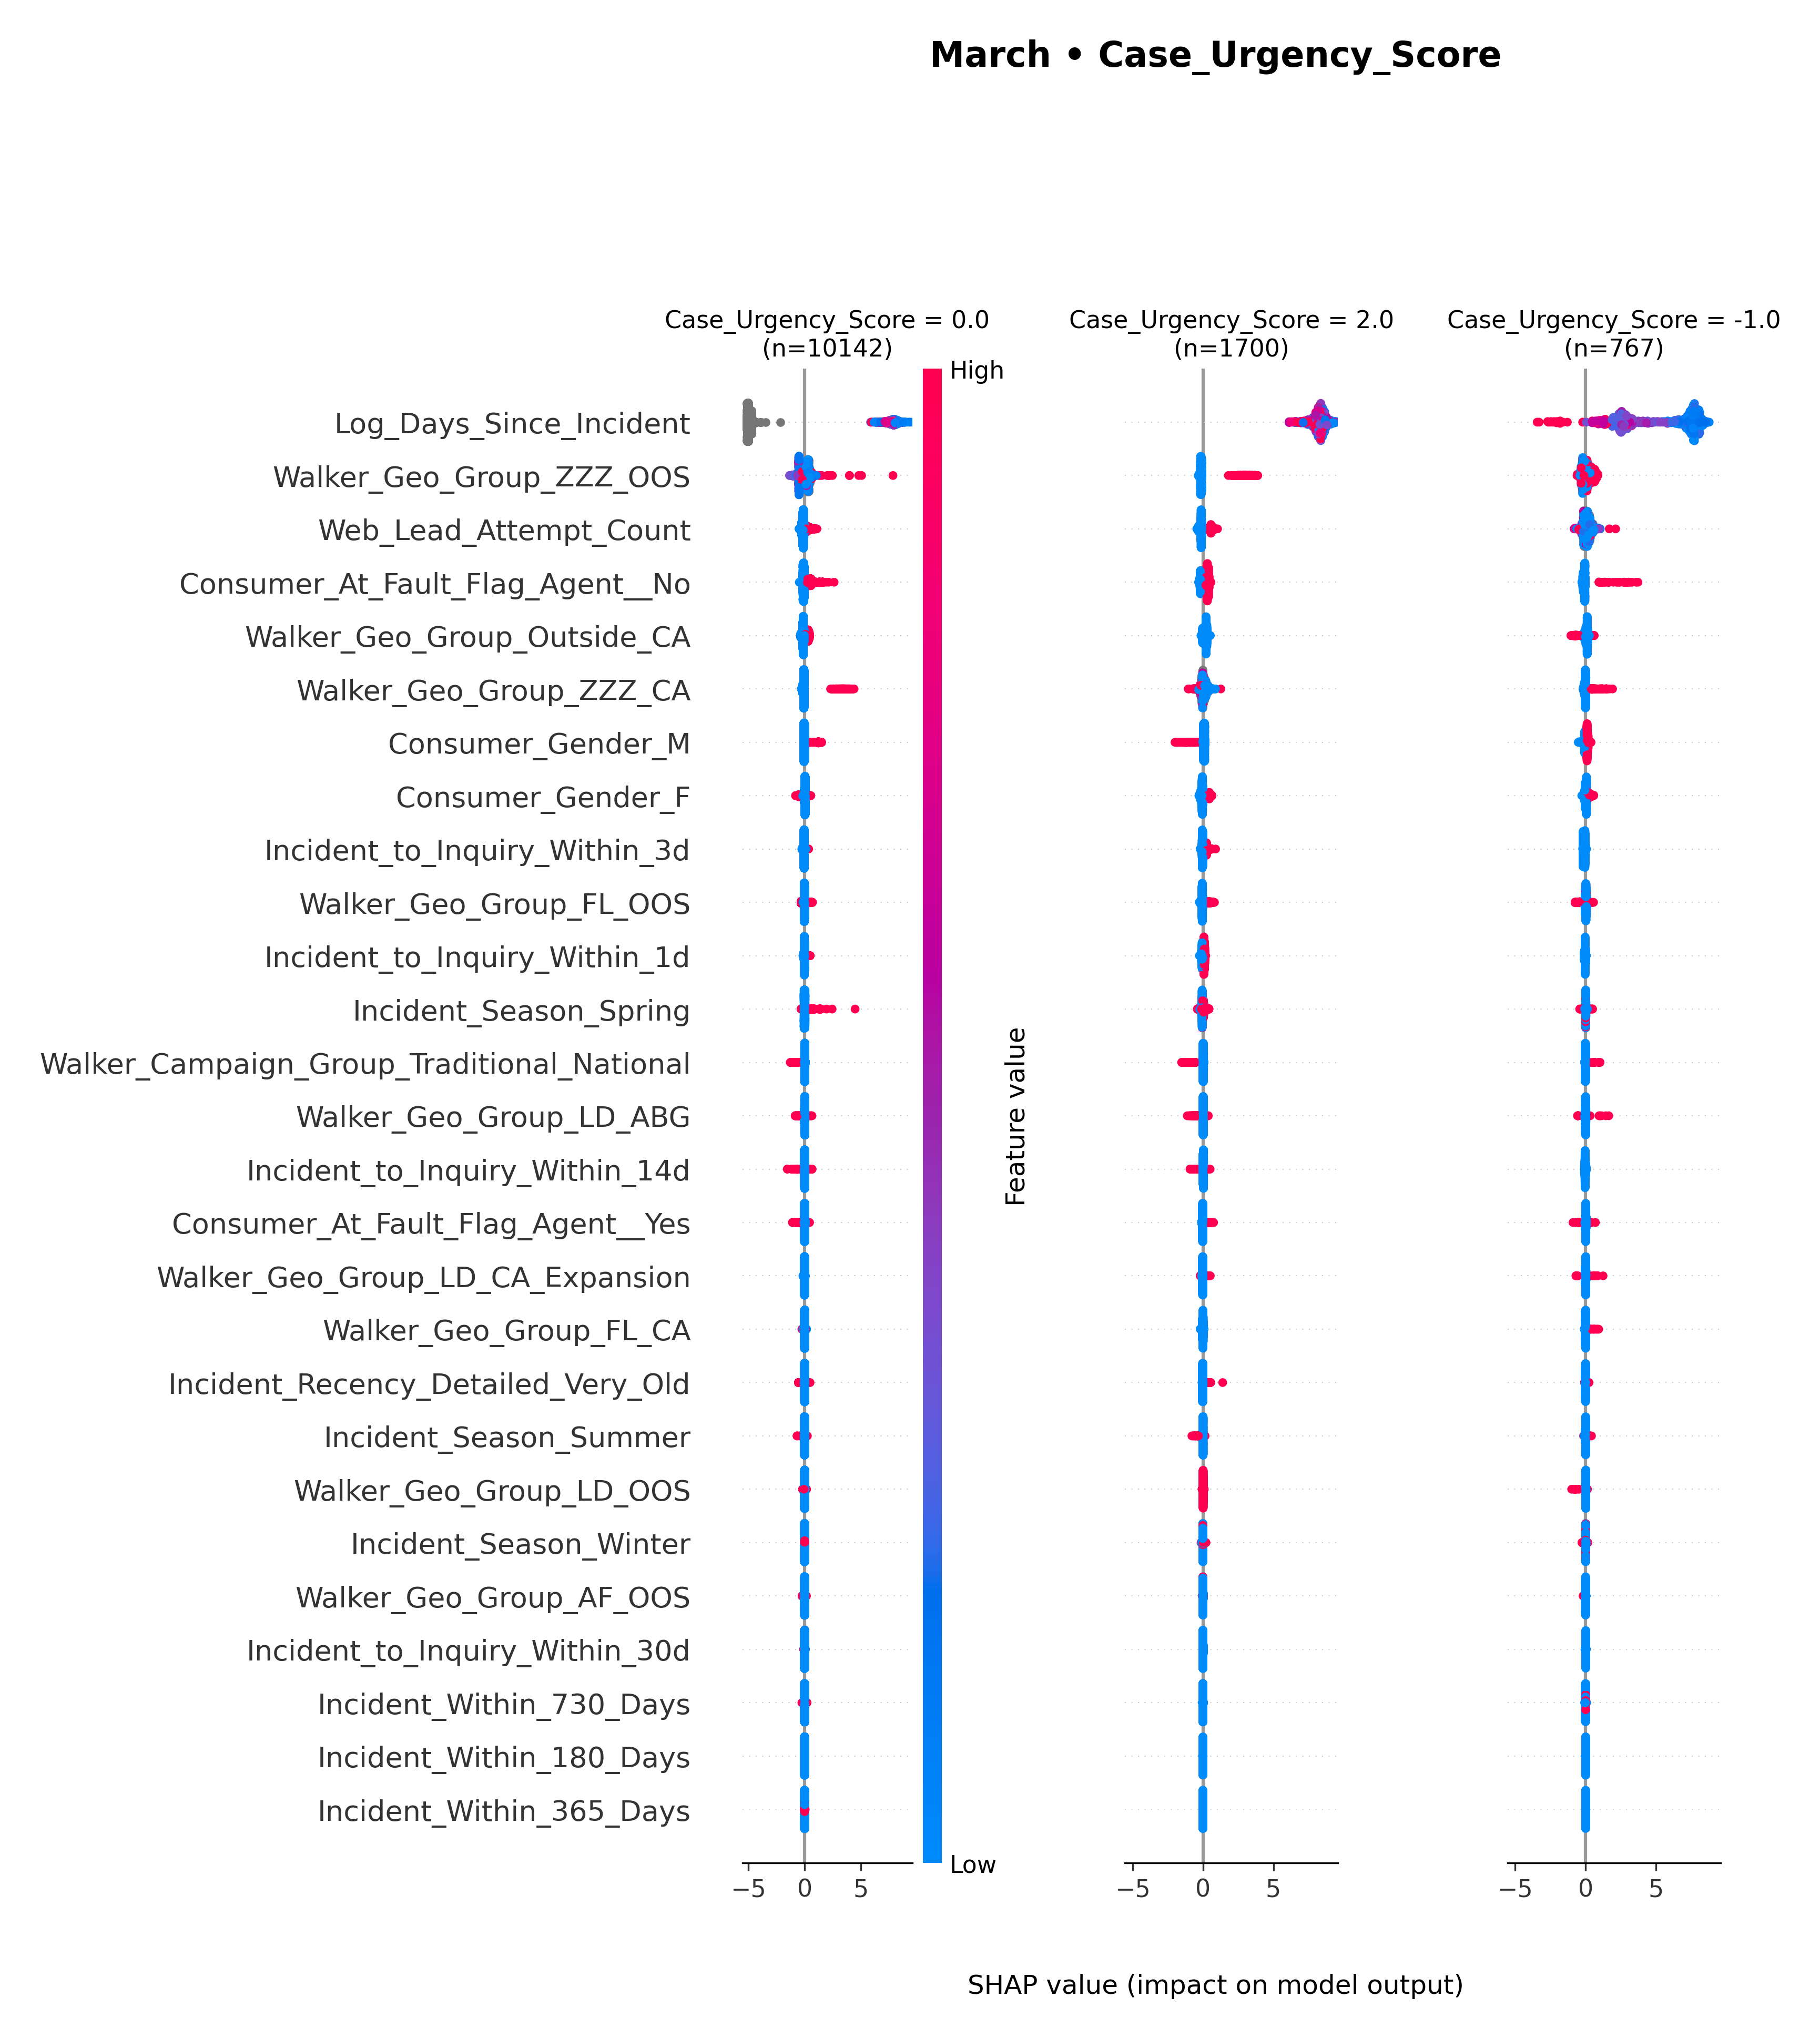 March • Case_Urgency_Score
Case_Urgency_Score = 0.0
(n=10142)
Case_Urgency_Score = 2.0
(n=1700)
Case_Urgency_Score = -1.0
(n=767)
High
Log_Days_Since_Incident
Walker_Geo_Group_ZZZ_OOS
Web_Lead_Attempt_Count
Consumer_At_Fault_Flag_Agent__No
Walker_Geo_Group_Outside_CA
Walker_Geo_Group_ZZZ_CA
Consumer_Gender_M
Consumer_Gender_F
Incident_to_Inquiry_Within_3d
Walker_Geo_Group_FL_OOS
Incident_to_Inquiry_Within_1d
Incident_Season_Spring
Walker_Campaign_Group_Traditional_National
Walker_Geo_Group_LD_ABG
Incident_to_Inquiry_Within_14d
Consumer_At_Fault_Flag_Agent__Yes
Walker_Geo_Group_LD_CA_Expansion
Walker_Geo_Group_FL_CA
Incident_Recency_Detailed_Very_Old
Incident_Season_Summer
Walker_Geo_Group_LD_OOS
Incident_Season_Winter
Walker_Geo_Group_AF_OOS
Incident_to_Inquiry_Within_30d
Incident_Within_730_Days
Incident_Within_180_Days
Incident_Within_365_Days
Feature value
Low
−5 0 5
−5 0 5
−5 0 5
SHAP value (impact on model output)